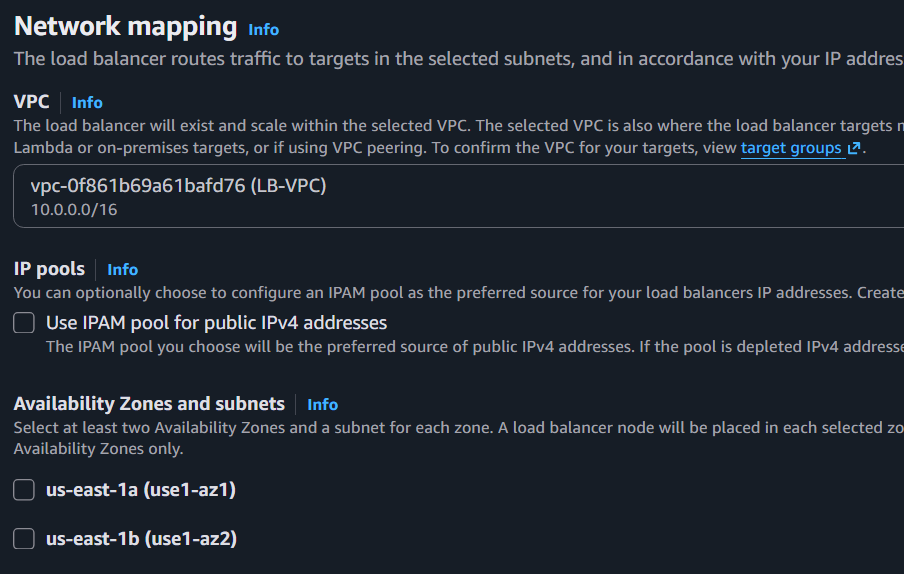 Network mapping Info
The load balancer routes traffic to targets in the selected subnets, and in accordance with your IP
VPC Info
The load balancer will exist and scale within the selected VPC. The selected VPC is also where the load balancer targets
Lambda or on-premises targets, or if using VPC peering. To confirm the VPC for your targets, view target groups.
vpc-0f861b69a61bafd76 (LB-VPC)
10.0.0.0/16
IP pools Info
You can optionally choose to configure an IPAM pool as the preferred source for your load balancers IP addresses. Create
Use IPAM pool for public IPv4 addresses
The IPAM pool you choose will be the preferred source of public IPv4 addresses. If the pool is depleted IPv4
Availability Zones and subnets Info
Select at least two Availability Zones and a subnet for each zone. A load balancer node will be placed in each selected
Availability Zones only.
us-east-1a (use1-az1)
us-east-1b (use1-az2)